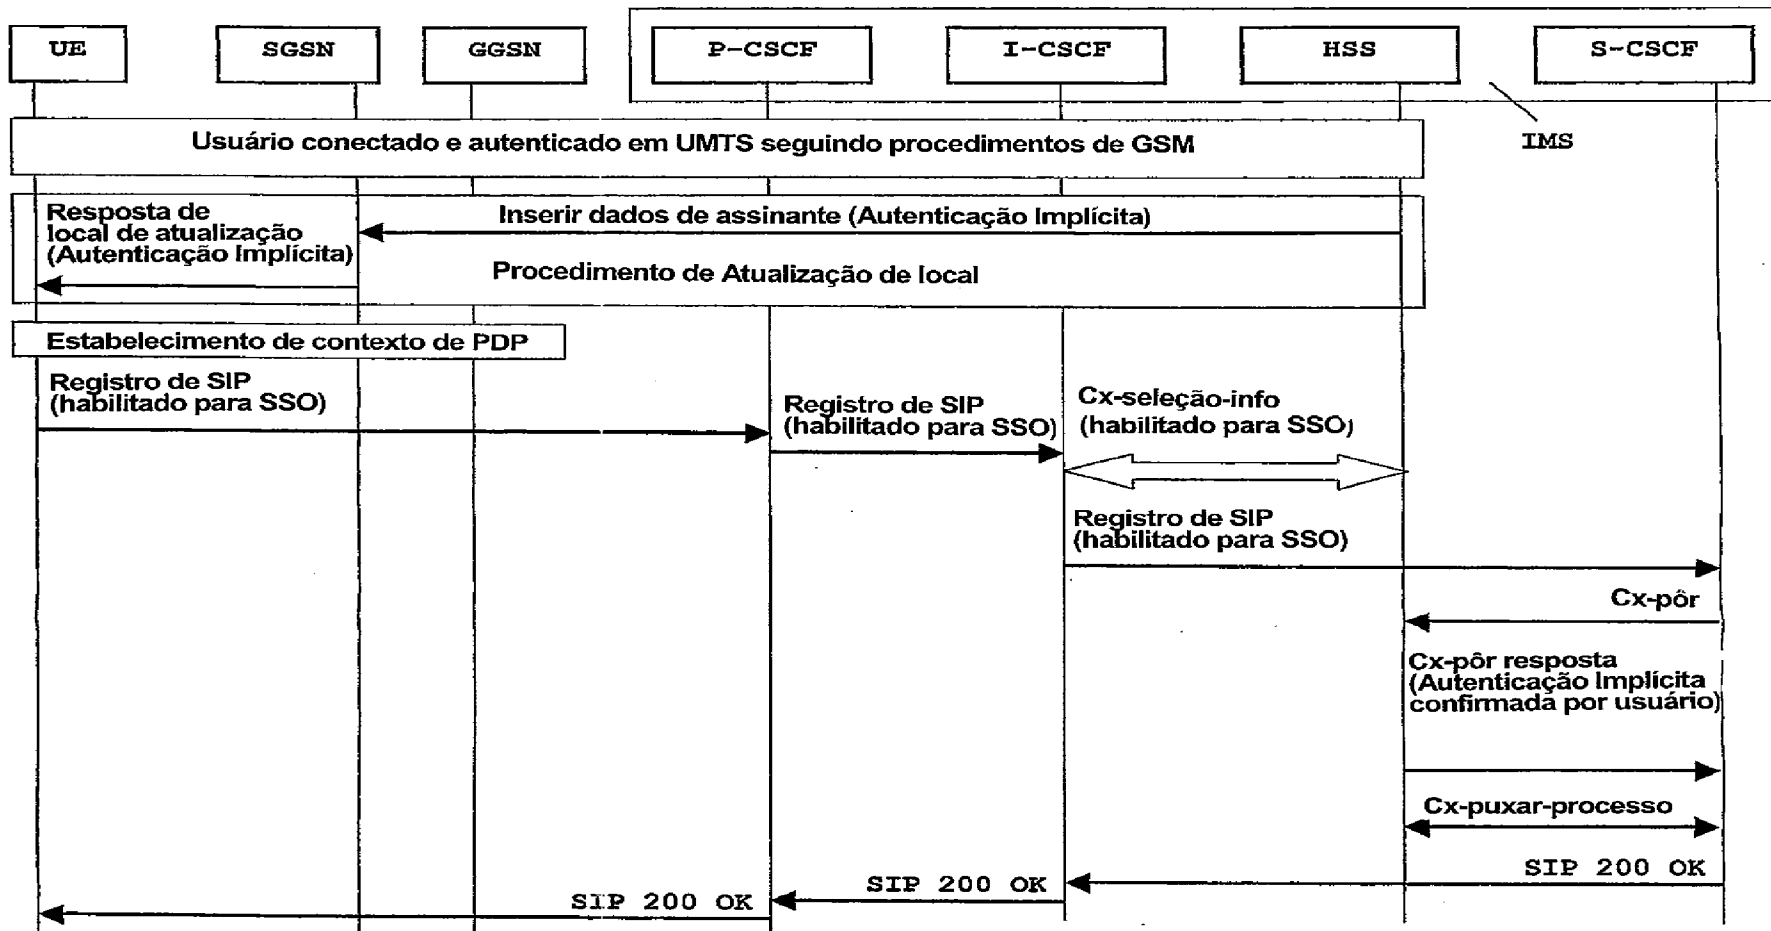 UE
SGSN
GGSN
P-CSCF
I-CSCF
HSS
S-CSCF
IMS
Usuário conectado e autenticado em UMTS seguindo procedimentos de GSM
Resposta de
local de atualização
(Autenticação Implícita)
Inserir dados de assinante (Autenticação Implícita)
Procedimento de Atualização de local
Estabelecimento de contexto de PDP
Registro de SIP
(habilitado para SSO)
Registro de SIP
(habilitado para SSO)
Cx-seleção-info
(habilitado para SSO)
Registro de SIP
(habilitado para SSO)
Cx-pôr
Cx-pôr resposta
(Autenticação Implícita
confirmada por usuário)
Cx-puxar-processo
SIP 200 OK
SIP 200 OK
SIP 200 OK